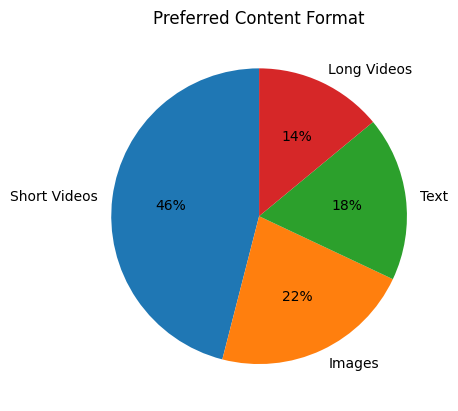 Preferred Content Format
Long Videos
14%
Short Videos
46%
18%
Text
22%
Images